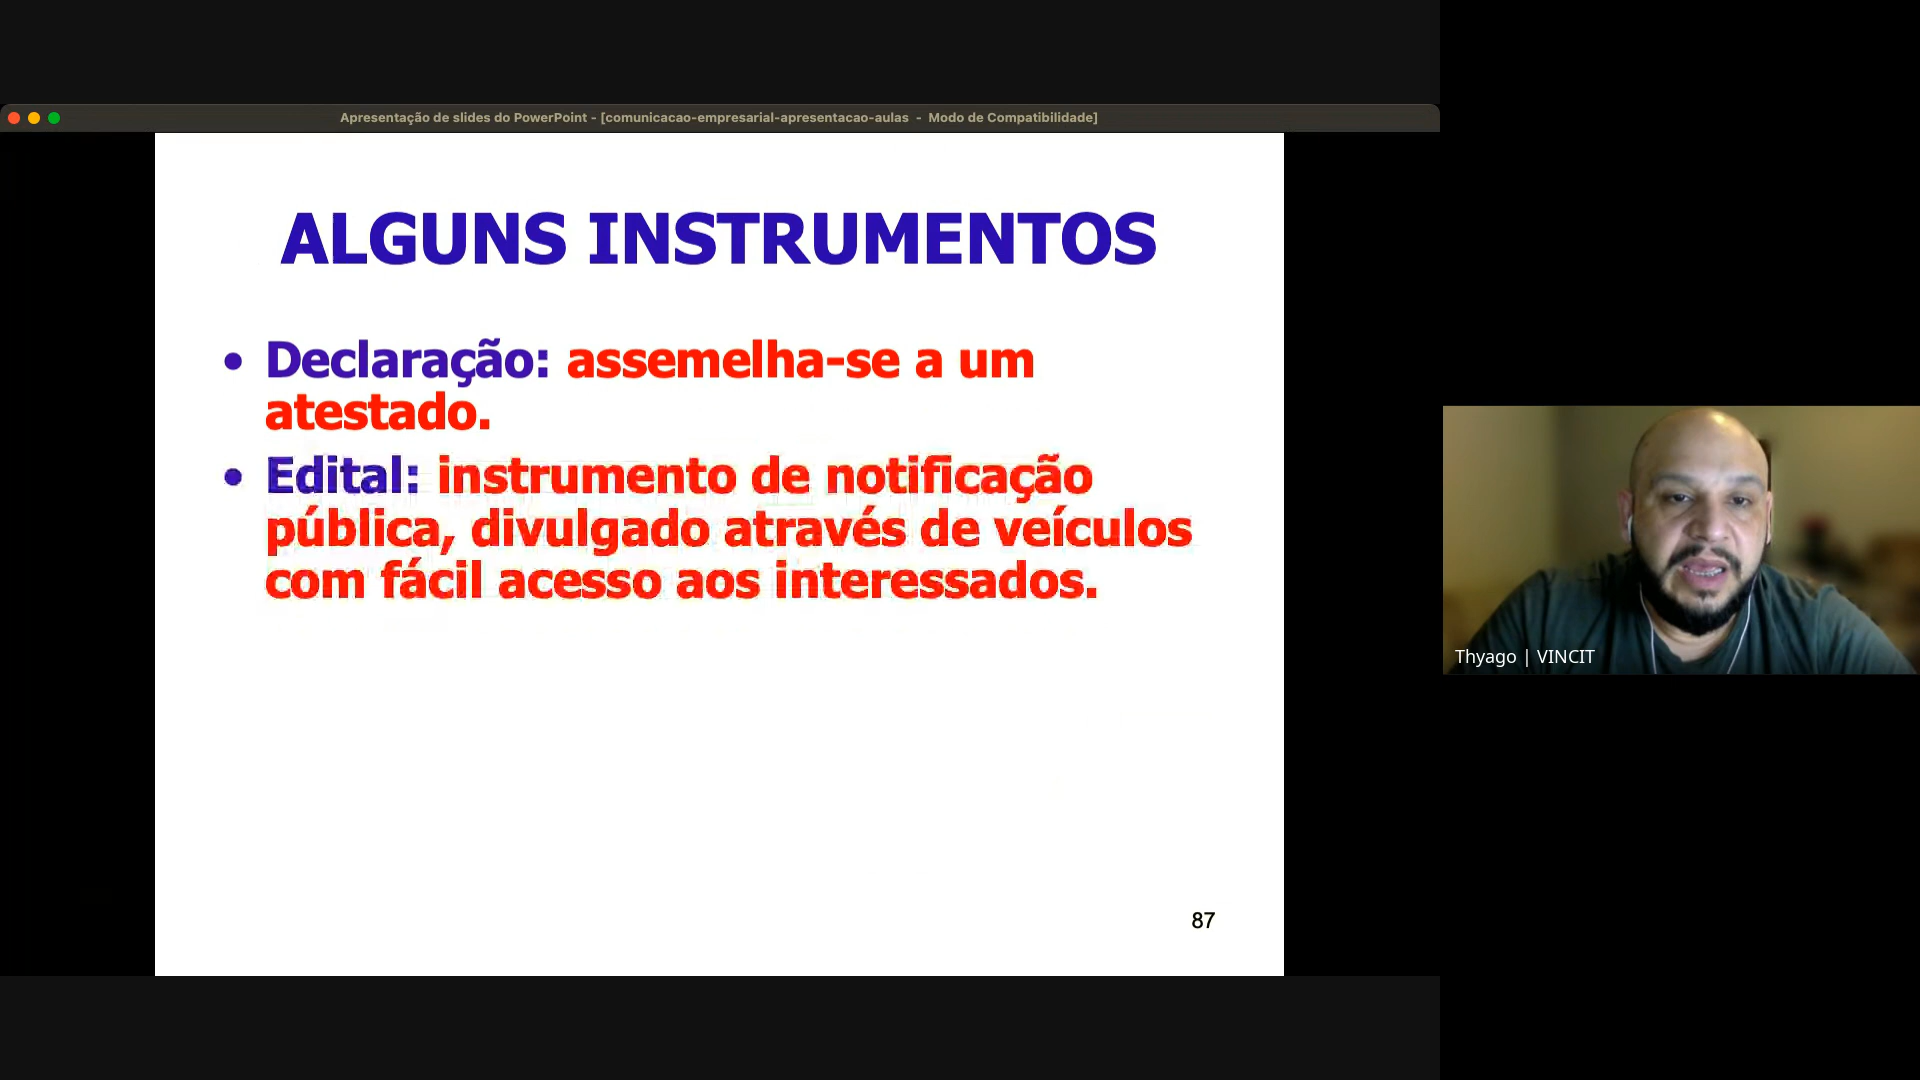 Apresentação de slides do PowerPoint - [comunicacao-empresarial-apresentacao-aulas - Modo de Compatibilidade]
ALGUNS INSTRUMENTOS
• Declaração: assemelha-se a um
atestado.
• Edital: instrumento de notificação
pública, divulgado através de veículos
com fácil acesso aos interessados.
Thyago | VINCIT
87